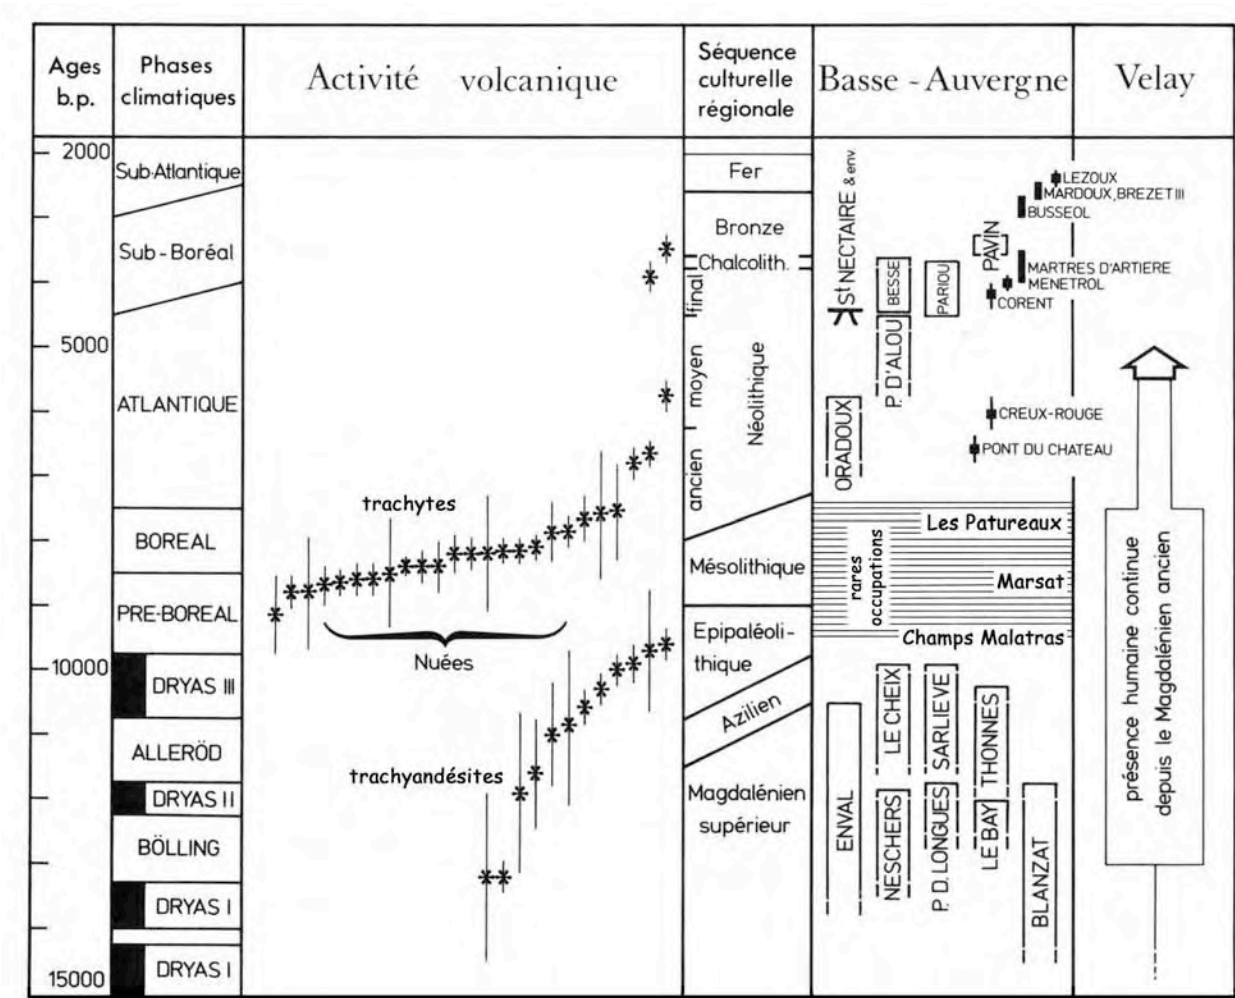 Ages
b.p.
Phases
climatiques
Activité volcanique
Séquence
culturelle
régionale
Basse - Auvergne
Velay
2000
5000
10000
15000
Sub-Atlantique
Sub - Boréal
ATLANTIQUE
BOREAL
PRE-BOREAL
DRYAS III
ALLERÖD
DRYAS II
BÖLLING
DRYAS I
DRYAS I
trachytes
Nuées
trachyandésites
Fer
Bronze
Chalcolith.
final
moyen
ancien
Néolithique
Mésolithique
Epipaléoli-
thique
Azilien
Magdalénien
supérieur
St NECTAIRE & env.
BESSE
PARIOU
PAVIN
LEZOUX
MARDOUX, BREZET III
BUSSEOL
MARTRES D'ARTIERE
MENETROL
CORENT
P. D'ALOU
ORADOUX
CREUX-ROUGE
PONT DU CHATEAU
Les Patureaux
rares
occupations
Marsat
Champs Malatras
ENVAL
LE CHEIX
NESCHERS
SARLIEVE
P. D. LONGUES
THONNES
LE BAY
BLANZAT
présence humaine continue
depuis le Magdalénien ancien